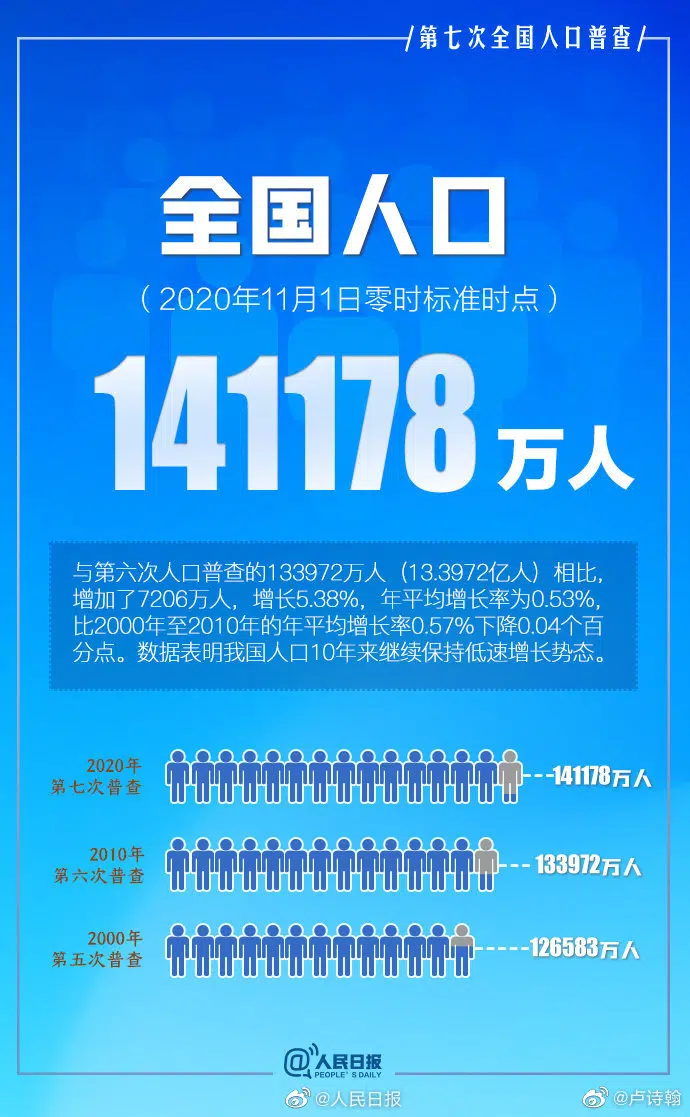 第七次全国人口普查
全国人口
（2020年11月1日零时标准时点）
141178万人
与第六次人口普查的133972万人（13.3972亿人）相比，
增加了7206万人，增长5.38%，年平均增长率为0.53%，
比2000年至2010年的年平均增长率0.57%下降0.04个百
分点。数据表明我国人口10年来继续保持低速增长势态。
2020年
第七次普查
141178万人
2010年
第六次普查
133972万人
2000年
第五次普查
126583万人
@人民日报
PEOPLE'S DAILY
@人民日报
@卢诗翰